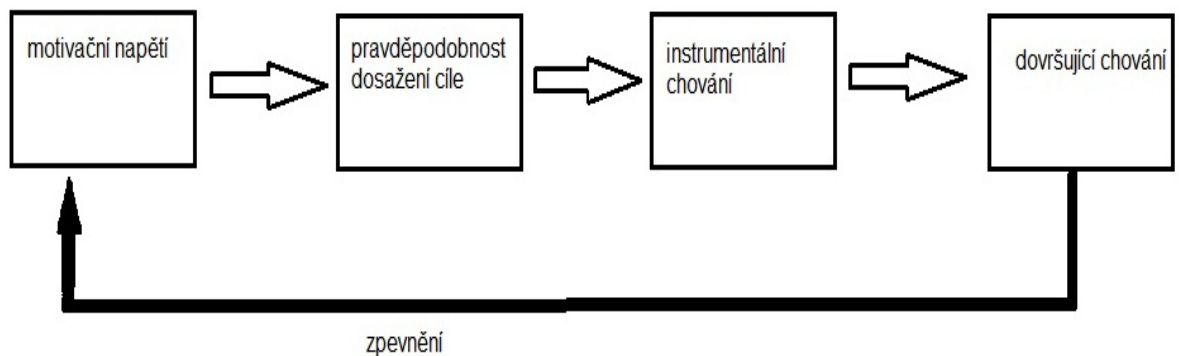 motivační napětí
pravděpodobnost
dosažení cíle
instrumentální
chování
dovršující chování
zpevnění